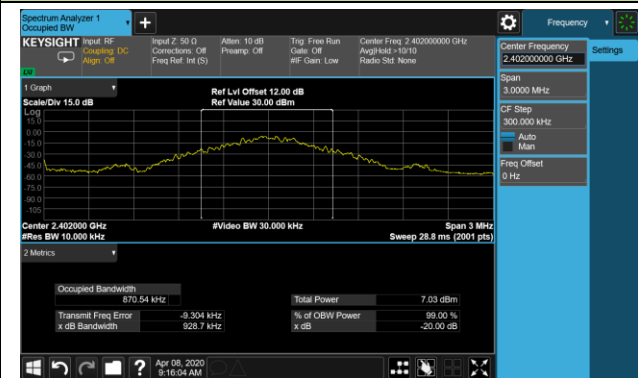 Spectrum Analyzer 1
Occupied BW
+
Frequency
KEYSIGHT
Input: RF
Coupling: DC
Align: Off
Input Z: 50 Ω
Corrections: Off
Freq Ref: Int (S)
Atten: 10 dB
Preamp: Off
Trig: Free Run
Gate: Off
#IF Gain: Low
Center Freq: 2.402000000 GHz
Avg|Hold:>10/10
Radio Std: None
1 Graph
Scale/Div 15.0 dB
Ref Lvl Offset 12.00 dB
Ref Value 30.00 dBm
Log
15.0
0.00
-15.0
-30.0
-45.0
-60.0
-75.0
-90.0
-105
Center 2.402000 GHz
#Res BW 10.000 kHz
#Video BW 30.000 kHz
Span 3 MHz
Sweep 28.8 ms (2001 pts)
2 Metrics
Occupied Bandwidth
870.54 kHz
Total Power 7.03 dBm
Transmit Freq Error -9.304 kHz
% of OBW Power 99.00 %
x dB Bandwidth 928.7 kHz
x dB -20.00 dB
Center Frequency
2.402000000 GHz
Settings
Span
3.0000 MHz
CF Step
300.000 kHz
Auto
Man
Freq Offset
0 Hz
?
Apr 08, 2020
9:16:04 AM